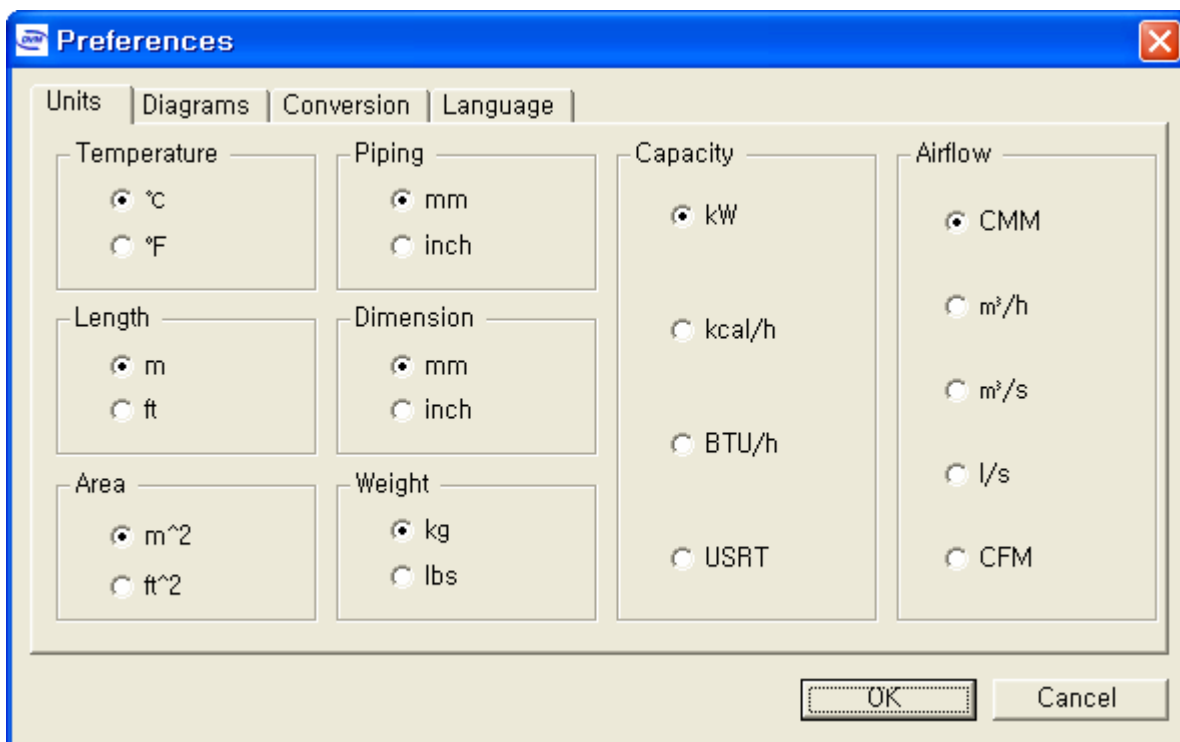 DVM Preferences
Units Diagrams Conversion Language
Temperature
℃
℉
Piping
mm
inch
Capacity
kW
kcal/h
BTU/h
USRT
Airflow
CMM
m³/h
m³/s
l/s
CFM
Length
m
ft
Dimension
mm
inch
Area
m^2
ft^2
Weight
kg
lbs
OK Cancel